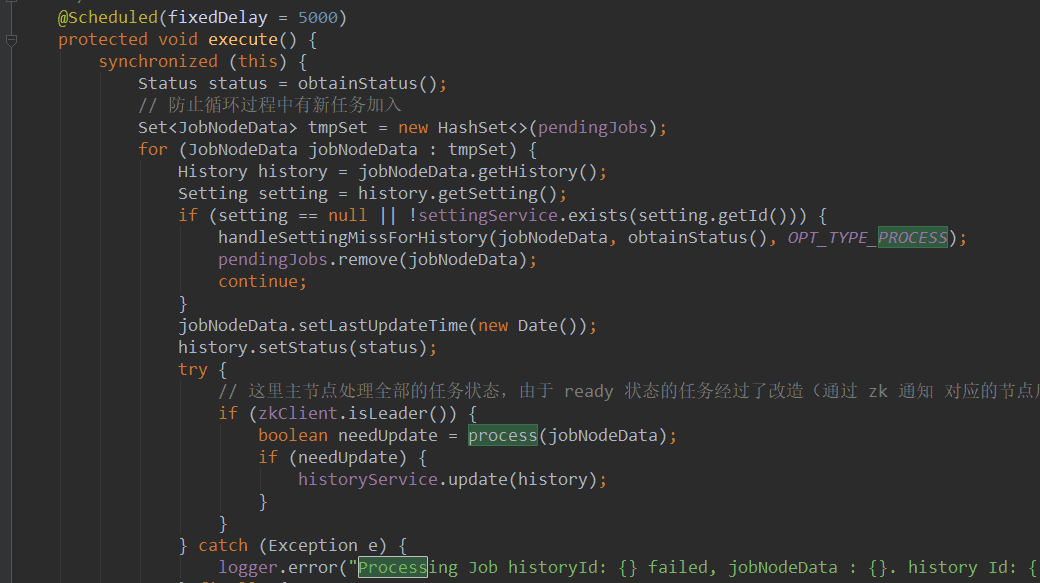 @Scheduled(fixedDelay = 5000)
protected void execute() {
synchronized (this) {
Status status = obtainStatus();
// 防止循环过程中有新任务加入
Set<JobNodeData> tmpSet = new HashSet<>(pendingJobs);
for (JobNodeData jobNodeData : tmpSet) {
History history = jobNodeData.getHistory();
Setting setting = history.getSetting();
if (setting == null || !settingService.exists(setting.getId())) {
handleSettingMissForHistory(jobNodeData, obtainStatus(), OPT_TYPE_PROCESS);
pendingJobs.remove(jobNodeData);
continue;
}
jobNodeData.setLastUpdateTime(new Date());
history.setStatus(status);
try {
// 这里主节点处理全部的任务状态，由于 ready 状态的任务经过了改造（通过 zk 通知 对应的节点
if (zkClient.isLeader()) {
boolean needUpdate = process(jobNodeData);
if (needUpdate) {
historyService.update(history);
}
}
} catch (Exception e) {
logger.error("Processing Job historyId: {} failed, jobNodeData : {}. history Id: {